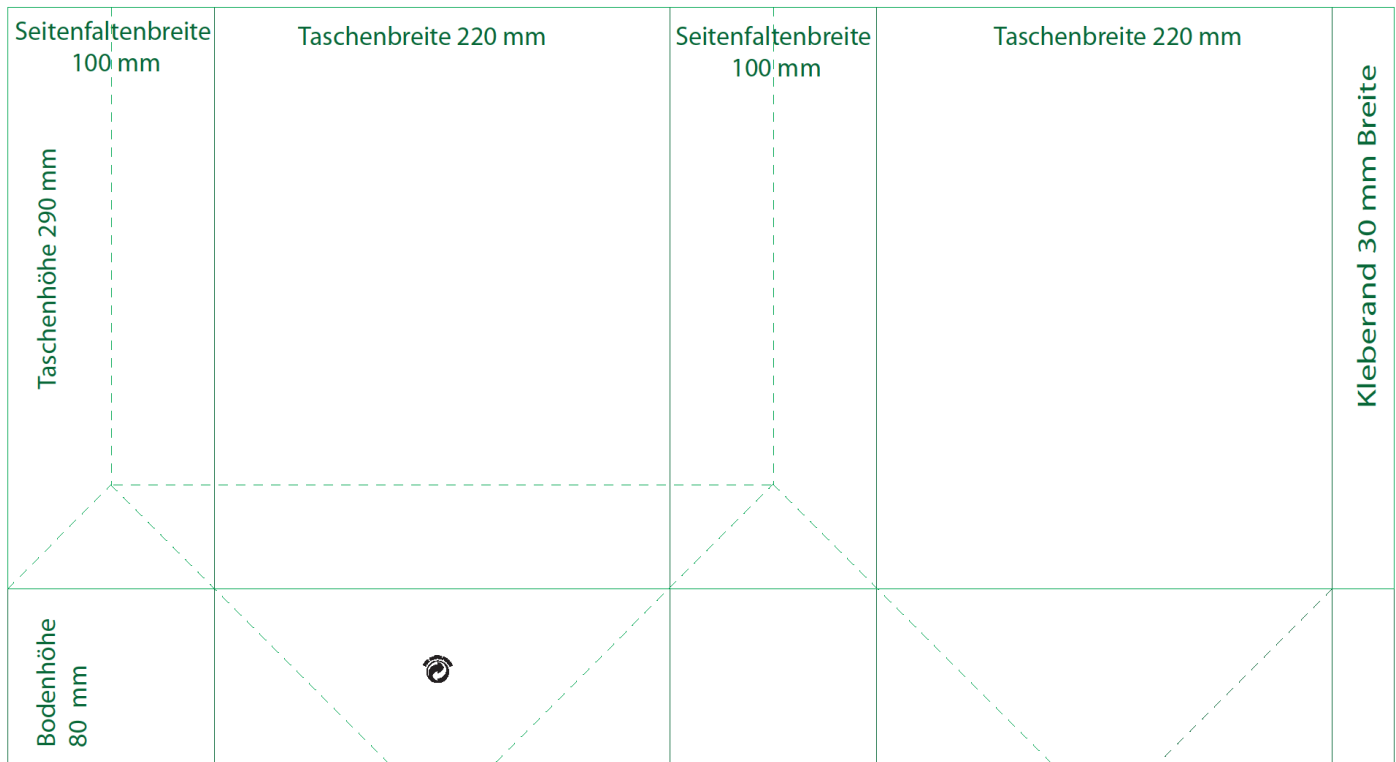 Seitenfaltenbreite
100 mm
Taschenbreite 220 mm
Seitenfaltenbreite
100 mm
Taschenbreite 220 mm
Kleberand 30 mm Breite
Taschenhöhe 290 mm
Bodenhöhe
80 mm